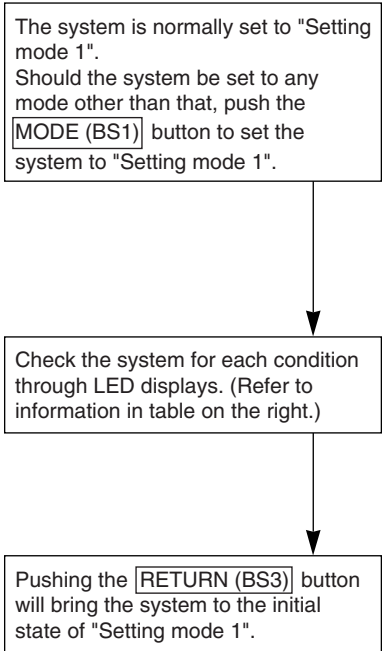 The system is normally set to "Setting
mode 1".
Should the system be set to any
mode other than that, push the
MODE (BS1) button to set the
system to "Setting mode 1".
Check the system for each condition
through LED displays. (Refer to
information in table on the right.)
Pushing the RETURN (BS3) button
will bring the system to the initial
state of "Setting mode 1".